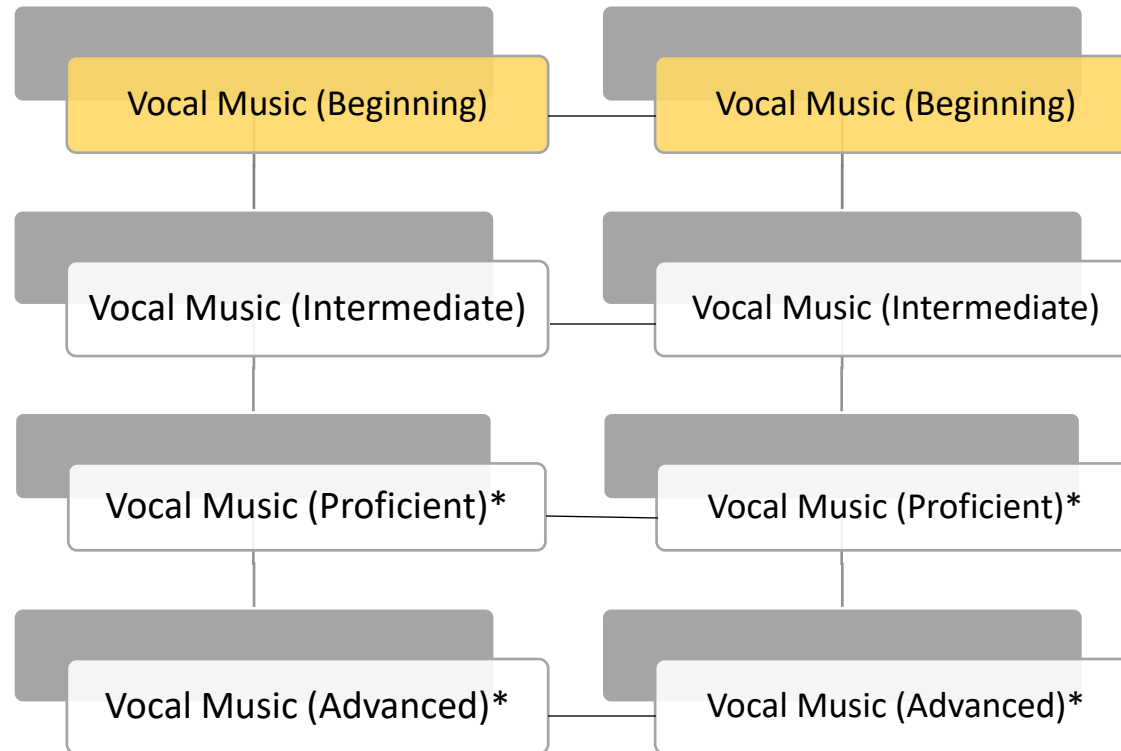 Vocal Music (Beginning)
Vocal Music (Beginning)
Vocal Music (Intermediate)
Vocal Music (Intermediate)
Vocal Music (Proficient)*
Vocal Music (Proficient)*
Vocal Music (Advanced)*
Vocal Music (Advanced)*